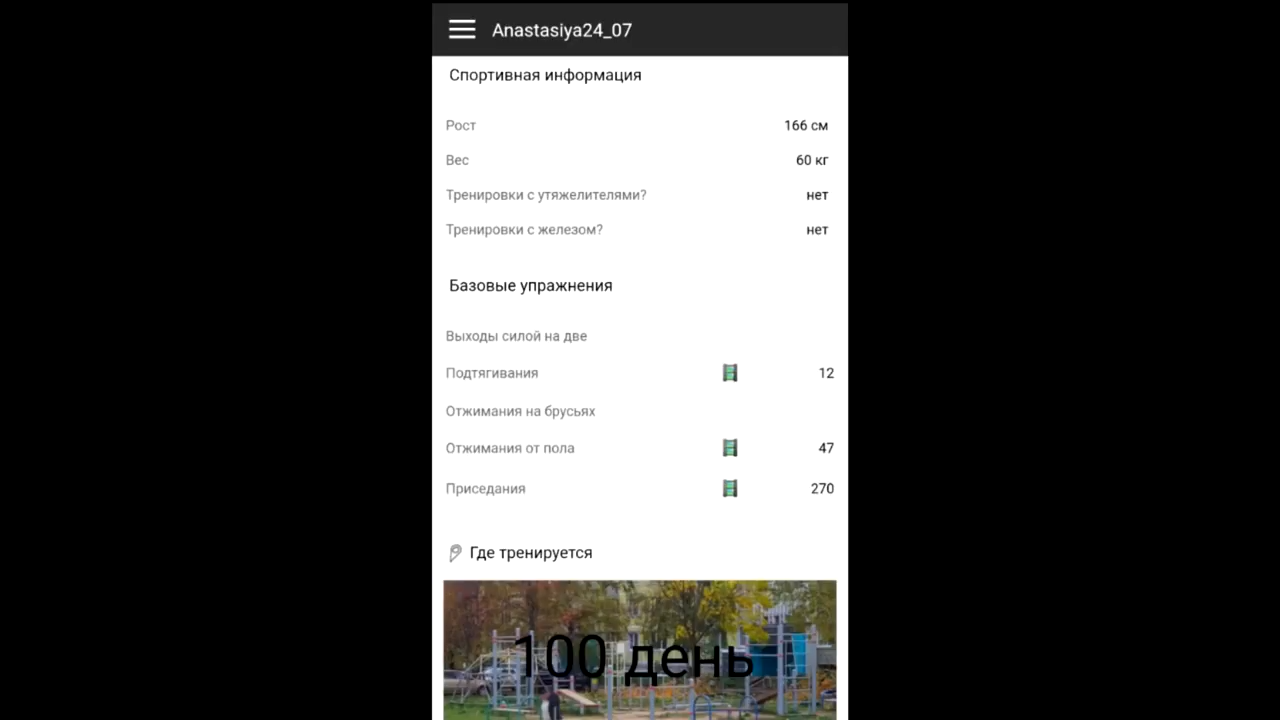 Anastasiya24_07
Спортивная информация
Рост 166 см
Вес 60 кг
Тренировки с утяжелителями? нет
Тренировки с железом? нет
Базовые упражнения
Выходы силой на две
Подтягивания 12
Отжимания на брусьях
Отжимания от пола 47
Приседания 270
Где тренируется
100 день